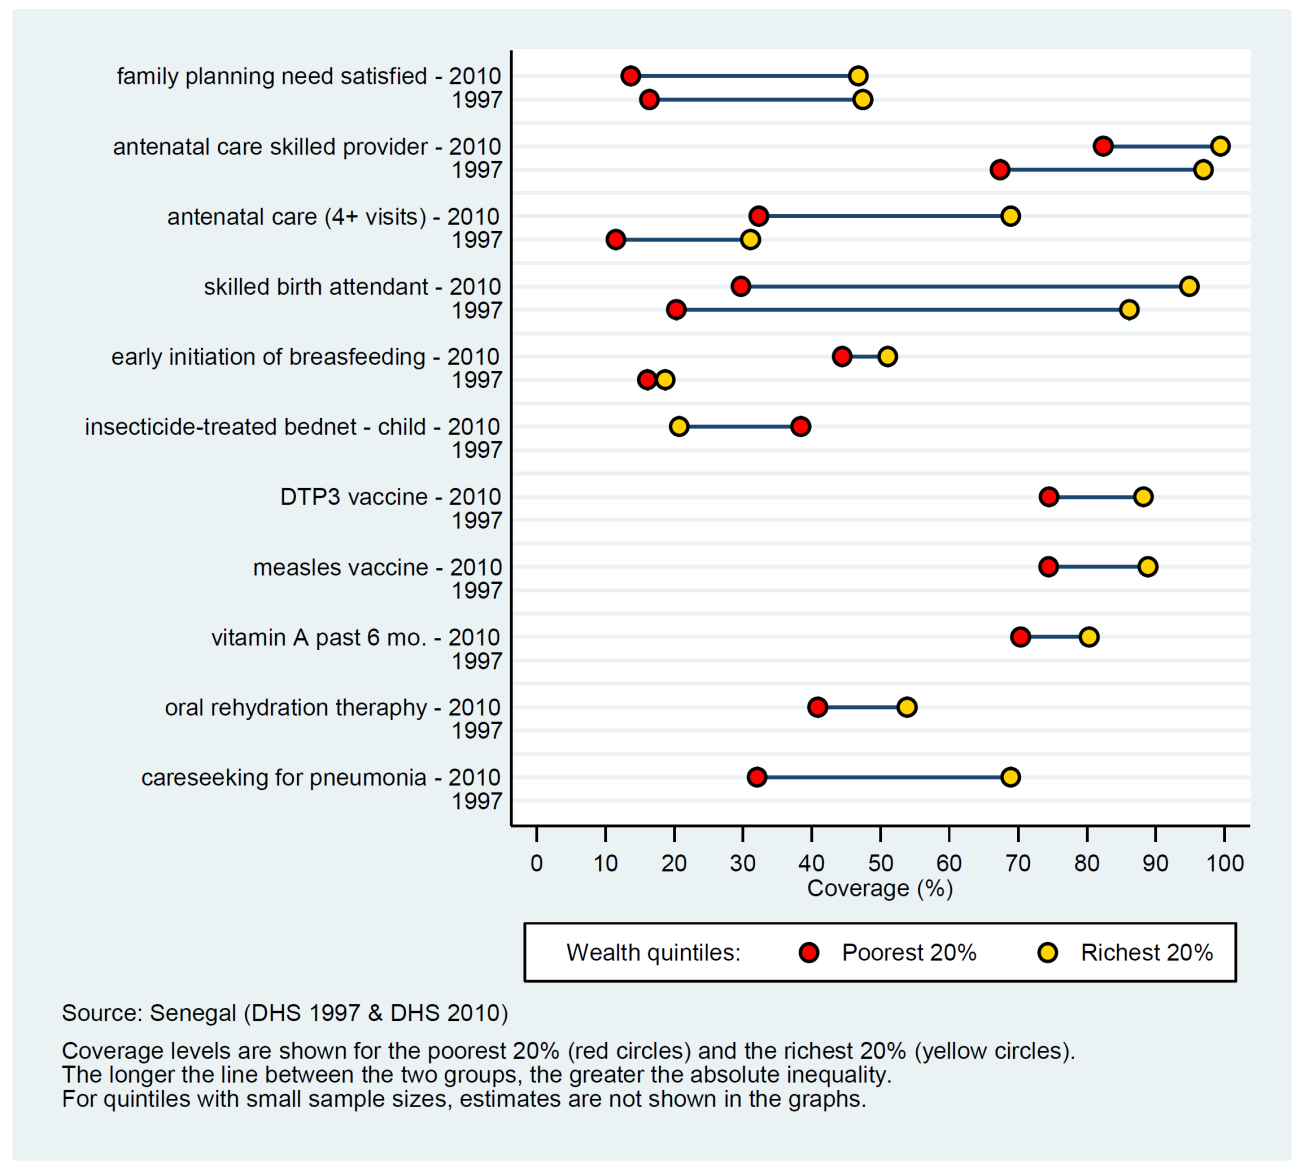 family planning need satisfied - 2010
1997
antenatal care skilled provider - 2010
1997
antenatal care (4+ visits) - 2010
1997
skilled birth attendant - 2010
1997
early initiation of breasfeeding - 2010
1997
insecticide-treated bednet - child - 2010
1997
DTP3 vaccine - 2010
1997
measles vaccine - 2010
1997
vitamin A past 6 mo. - 2010
1997
oral rehydration theraphy - 2010
1997
careseeking for pneumonia - 2010
1997
0 10 20 30 40 50 60 70 80 90 100
Coverage (%)
Wealth quintiles: Poorest 20% Richest 20%
Source: Senegal (DHS 1997 & DHS 2010)
Coverage levels are shown for the poorest 20% (red circles) and the richest 20% (yellow circles).
The longer the line between the two groups, the greater the absolute inequality.
For quintiles with small sample sizes, estimates are not shown in the graphs.